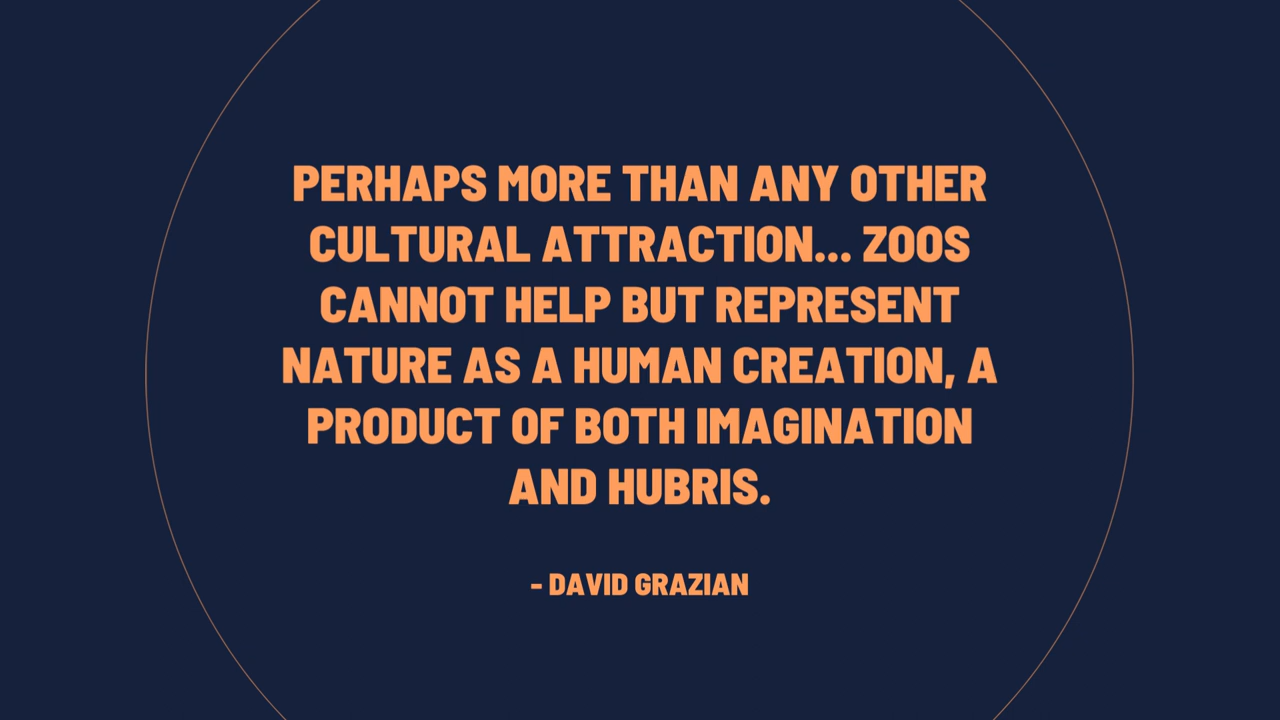 PERHAPS MORE THAN ANY OTHER
CULTURAL ATTRACTION... ZOOS
CANNOT HELP BUT REPRESENT
NATURE AS A HUMAN CREATION, A
PRODUCT OF BOTH IMAGINATION
AND HUBRIS.
- DAVID GRAZIAN